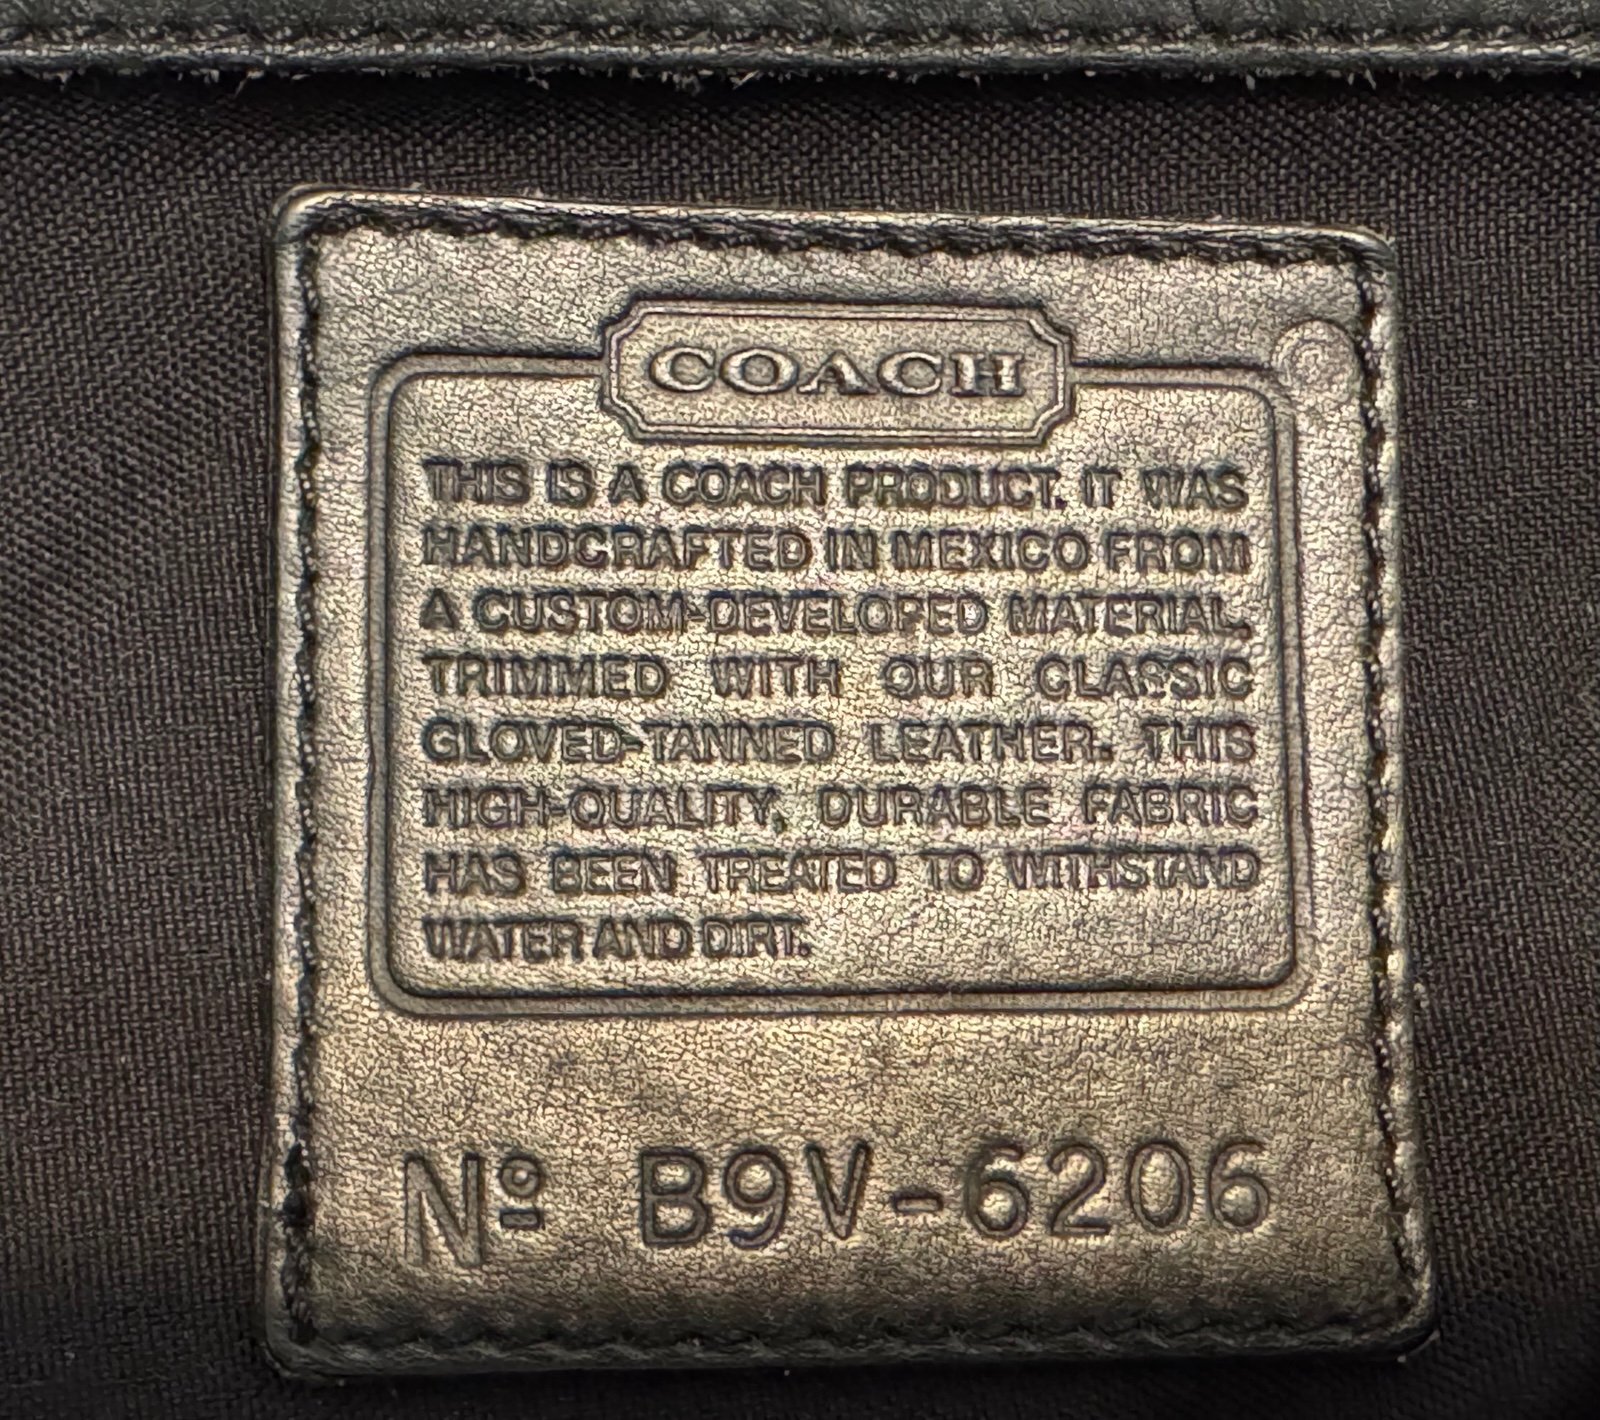 COACH
THIS IS A COACH PRODUCT. IT WAS
HANDCRAFTED IN MEXICO FROM
A CUSTOM-DEVELOPED MATERIAL,
TRIMMED WITH OUR CLASSIC
GLOVED-TANNED LEATHER. THIS
HIGH-QUALITY, DURABLE FABRIC
HAS BEEN TREATED TO WITHSTAND
WATER AND DIRT.
Nº B9V-6206